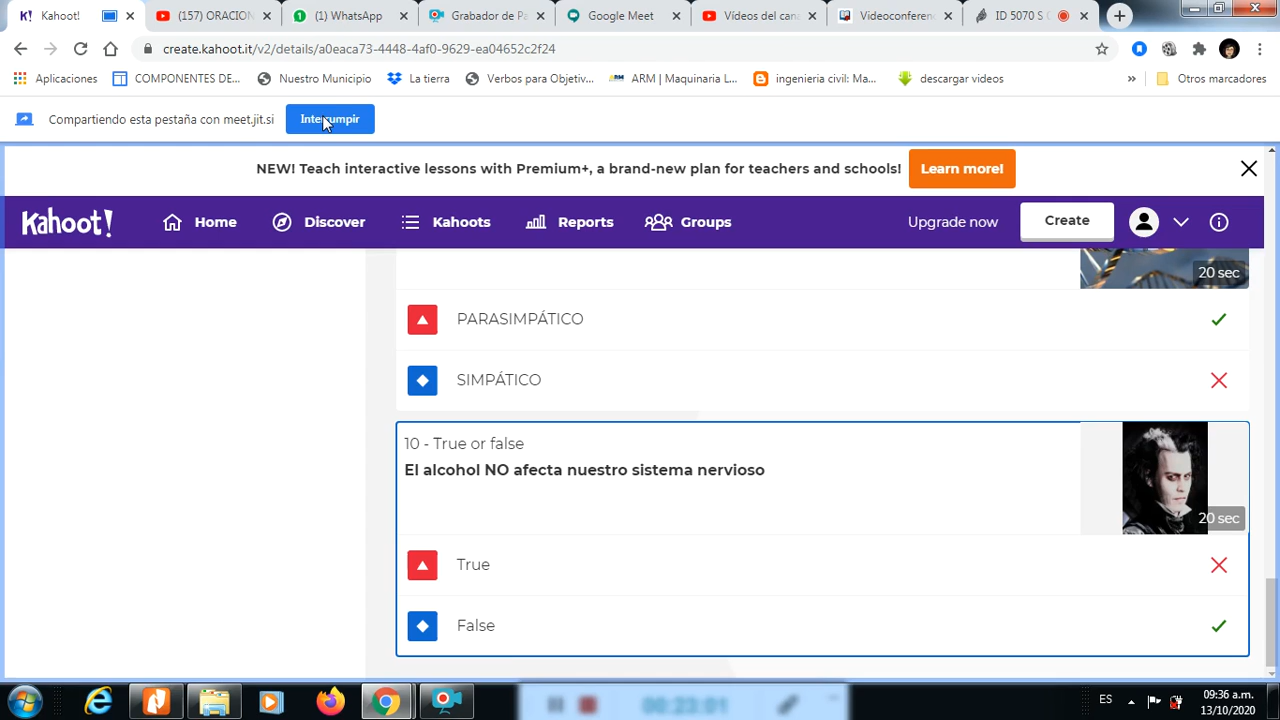 Kahoot!
(157) ORACION
(1) WhatsApp
Grabador de Pa
Google Meet
Vídeos del cana
Videoconferenc
ID 5070 S C
create.kahoot.it/v2/details/a0eaca73-4448-4af0-9629-ea04652c2f24
Aplicaciones
COMPONENTES DE...
Nuestro Municipio
La tierra
Verbos para Objetiv...
ARM | Maquinaria L...
ingenieria civil: Ma...
descargar videos
»
Otros marcadores
Compartiendo esta pestaña con meet.jit.si
Interrumpir
NEW! Teach interactive lessons with Premium+, a brand-new plan for teachers and schools!
Learn more!
Kahoot!
Home
Discover
Kahoots
Reports
Groups
Upgrade now
Create
20 sec
PARASIMPÁTICO
SIMPÁTICO
10 - True or false
El alcohol NO afecta nuestro sistema nervioso
20 sec
True
False
00:23:01
ES
09:36 a.m.
13/10/2020